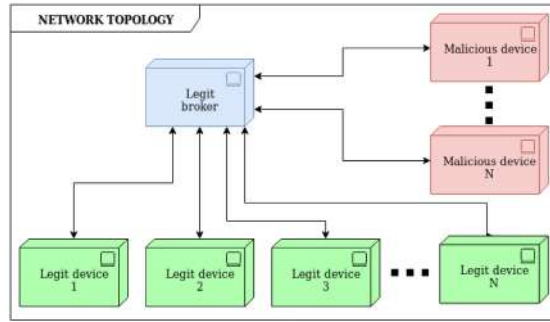 NETWORK TOPOLOGY
Malicious device
1
Legit
broker
Malicious device
N
Legit device
1
Legit device
2
Legit device
3
Legit device
N